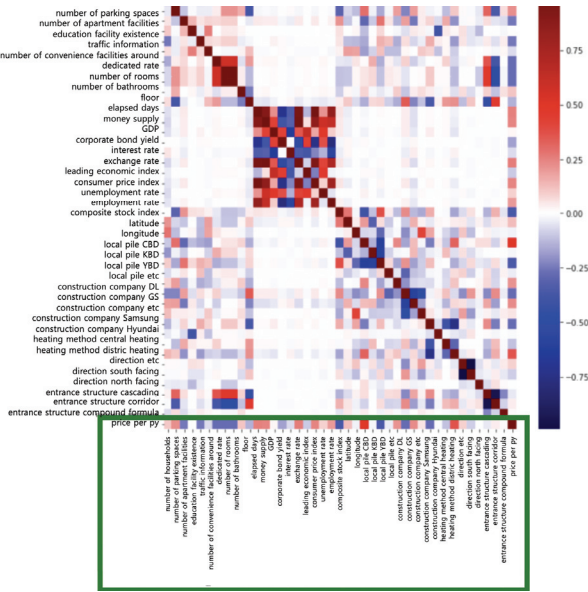 number of parking spaces
number of apartment facilities
education facility existence
traffic information
number of convenience facilities around
dedicated rate
number of rooms
number of bathrooms
floor
elapsed days
money supply
GDP
corporate bond yield
interest rate
exchange rate
leading economic index
consumer price index
unemployment rate
employment rate
composite stock index
latitude
longitude
local pile CBD
local pile KBD
local pile YBD
local pile etc
construction company DL
construction company GS
construction company etc
construction company Samsung
construction company Hyundai
heating method central heating
heating method distric heating
direction etc
direction south facing
direction north facing
entrance structure cascading
entrance structure corridor
entrance structure compound formula
price per py
0.75
0.50
0.25
0.00
−0.25
−0.50
−0.75
number of households
number of parking spaces
number of apartment facilities
education facility existence
traffic information
number of convenience facilities around
dedicated rate
number of rooms
number of bathrooms
floor
elapsed days
money supply
GDP
corporate bond yield
interest rate
exchange rate
leading economic index
consumer price index
unemployment rate
employment rate
composite stock index
latitude
longitude
local pile CBD
local pile KBD
local pile YBD
local pile etc
construction company DL
construction company GS
construction company etc
construction company Samsung
construction company Hyundai
heating method central heating
heating method distric heating
direction etc
direction south facing
direction north facing
entrance structure cascading
entrance structure corridor
entrance structure compound formula
price per py